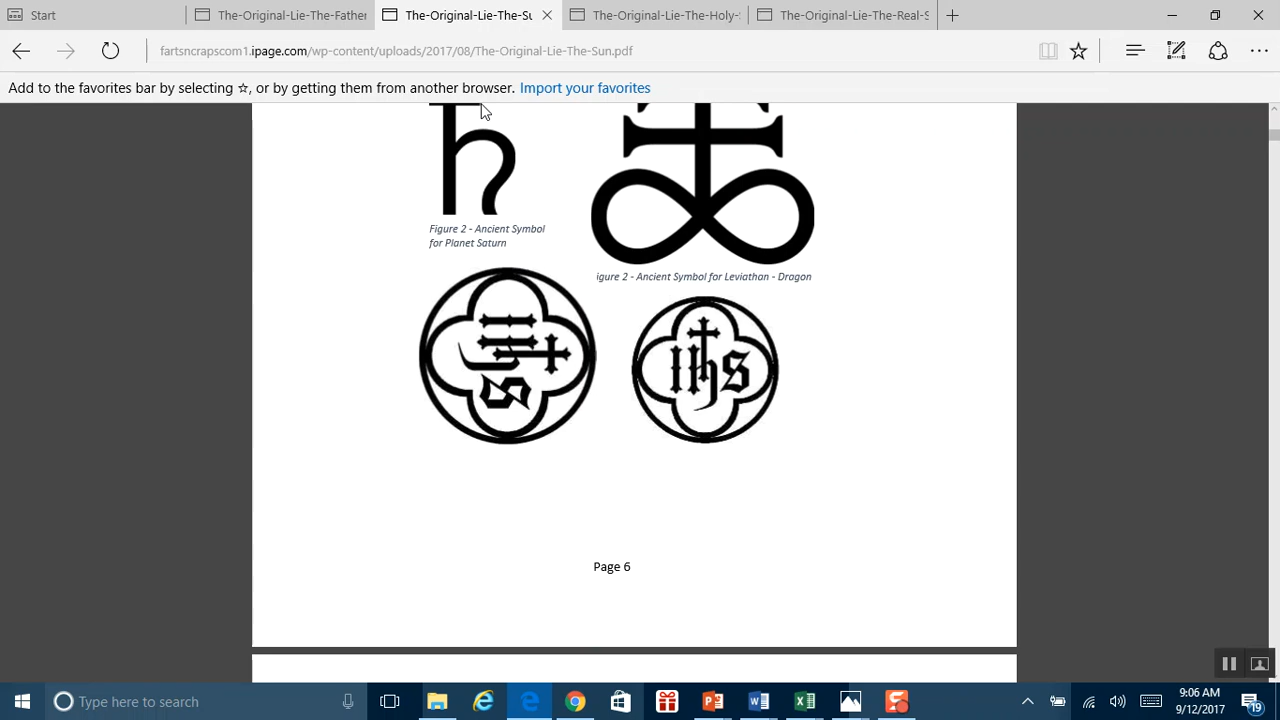 Start
The-Original-Lie-The-Father
The-Original-Lie-The-Su
The-Original-Lie-The-Holy-
The-Original-Lie-The-Real-S
fartsncrapscom1.ipage.com/wp-content/uploads/2017/08/The-Original-Lie-The-Sun.pdf
Add to the favorites bar by selecting ☆, or by getting them from another browser. Import your favorites
Figure 2 - Ancient Symbol
for Planet Saturn
igure 2 - Ancient Symbol for Leviathan - Dragon
ihs
ihs
Page 6
Type here to search
9:06 AM
9/12/2017
19